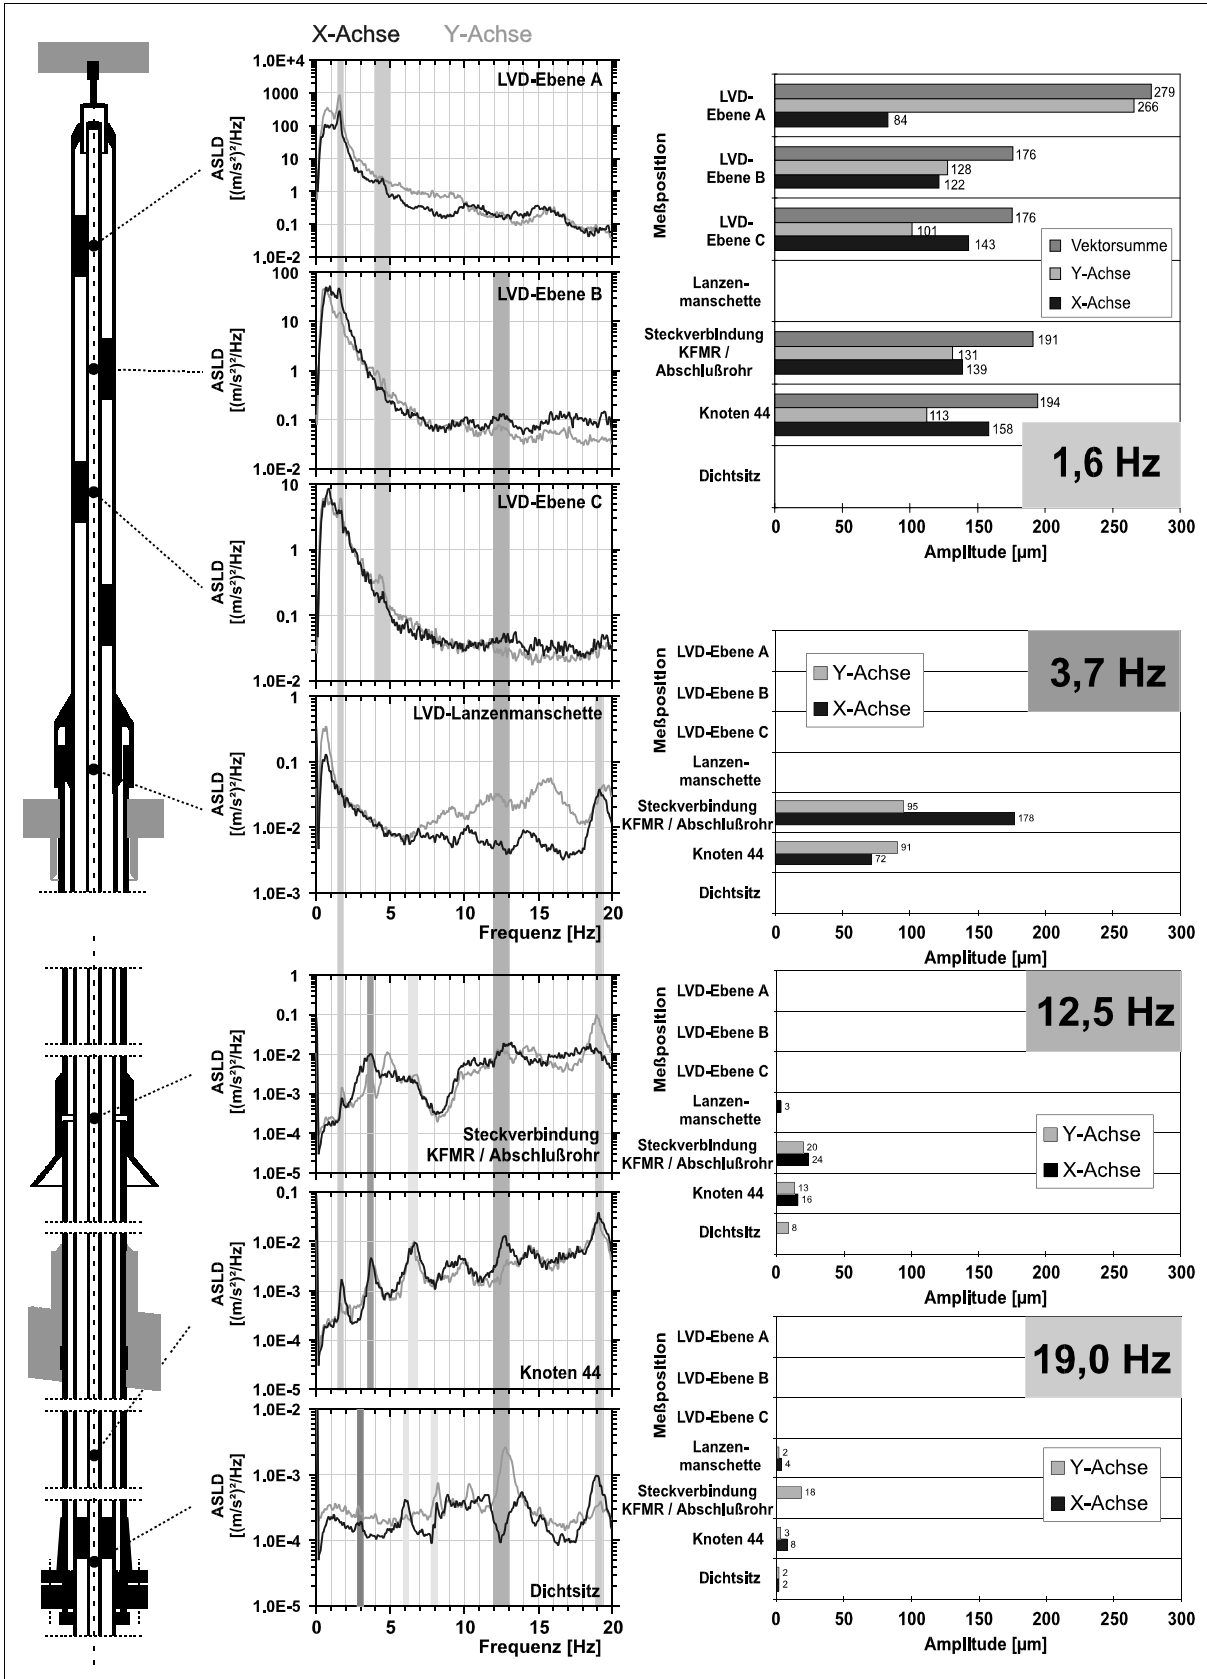 X-Achse Y-Achse
1.0E+4
1000
100
10
1
0.1
1.0E-2
ASLD
[(m/s²)²/Hz]
LVD-Ebene A
100
10
1
0.1
1.0E-2
ASLD
[(m/s²)²/Hz]
LVD-Ebene B
10
1
0.1
1.0E-2
ASLD
[(m/s²)²/Hz]
LVD-Ebene C
1
0.1
1.0E-2
1.0E-3
ASLD
[(m/s²)²/Hz]
LVD-Lanzenmanschette
0 5 10 15 20
Frequenz [Hz]
1
0.1
1.0E-2
1.0E-3
1.0E-4
1.0E-5
ASLD
[(m/s²)²/Hz]
Steckverbindung
KFMR / Abschlußrohr
0.1
1.0E-2
1.0E-3
1.0E-4
1.0E-5
ASLD
[(m/s²)²/Hz]
Knoten 44
1.0E-2
1.0E-3
1.0E-4
1.0E-5
ASLD
[(m/s²)²/Hz]
Dichtsitz
0 5 10 15 20
Frequenz [Hz]
Meßposition
LVD-
Ebene A
279
266
84
LVD-
Ebene B
176
128
122
LVD-
Ebene C
176
101
143
Vektorsumme
Y-Achse
X-Achse
Lanzen-
manschette
Steckverbindung
KFMR /
Abschlußrohr
191
131
139
Knoten 44
194
113
158
Dichtsitz
1,6 Hz
0 50 100 150 200 250 300
Amplitude [µm]
Meßposition
LVD-Ebene A
LVD-Ebene B
LVD-Ebene C
3,7 Hz
Y-Achse
X-Achse
Lanzen-
manschette
Steckverbindung
KFMR / Abschlußrohr
95
178
Knoten 44
91
72
Dichtsitz
0 50 100 150 200 250 300
Amplitude [µm]
Meßposition
LVD-Ebene A
LVD-Ebene B
LVD-Ebene C
12,5 Hz
Lanzen-
manschette
3
Y-Achse
X-Achse
Steckverbindung
KFMR / Abschlußrohr
20
24
Knoten 44
13
16
Dichtsitz
8
0 50 100 150 200 250 300
Amplitude [µm]
Meßposition
LVD-Ebene A
LVD-Ebene B
LVD-Ebene C
19,0 Hz
Lanzen-
manschette
2
4
Y-Achse
X-Achse
Steckverbindung
KFMR / Abschlußrohr
18
Knoten 44
3
8
Dichtsitz
2
2
0 50 100 150 200 250 300
Amplitude [µm]